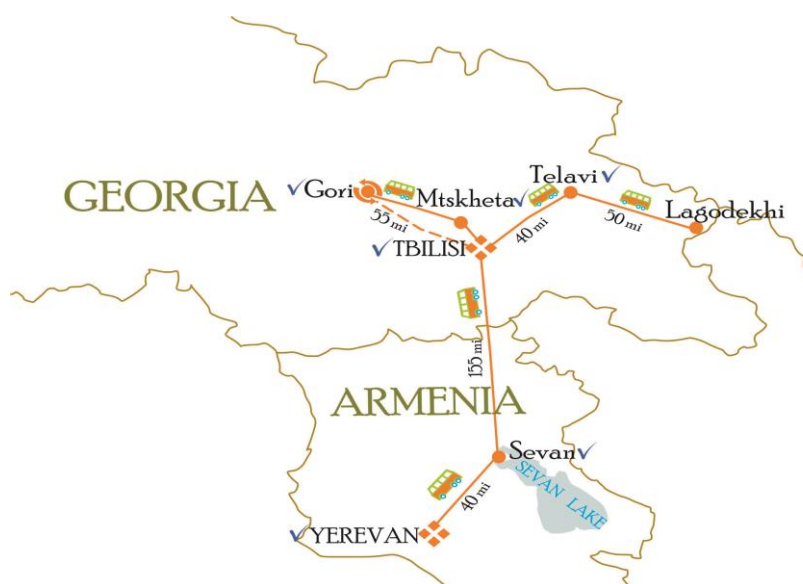 Telavi
Gori
Mtskheta
GEORGIA
Lagodekhi
55 mi
50 mi
40 mi
TBILISI
155 mi
ARMENIA
Sevan
SEVAN LAKE
40 mi
YEREVAN